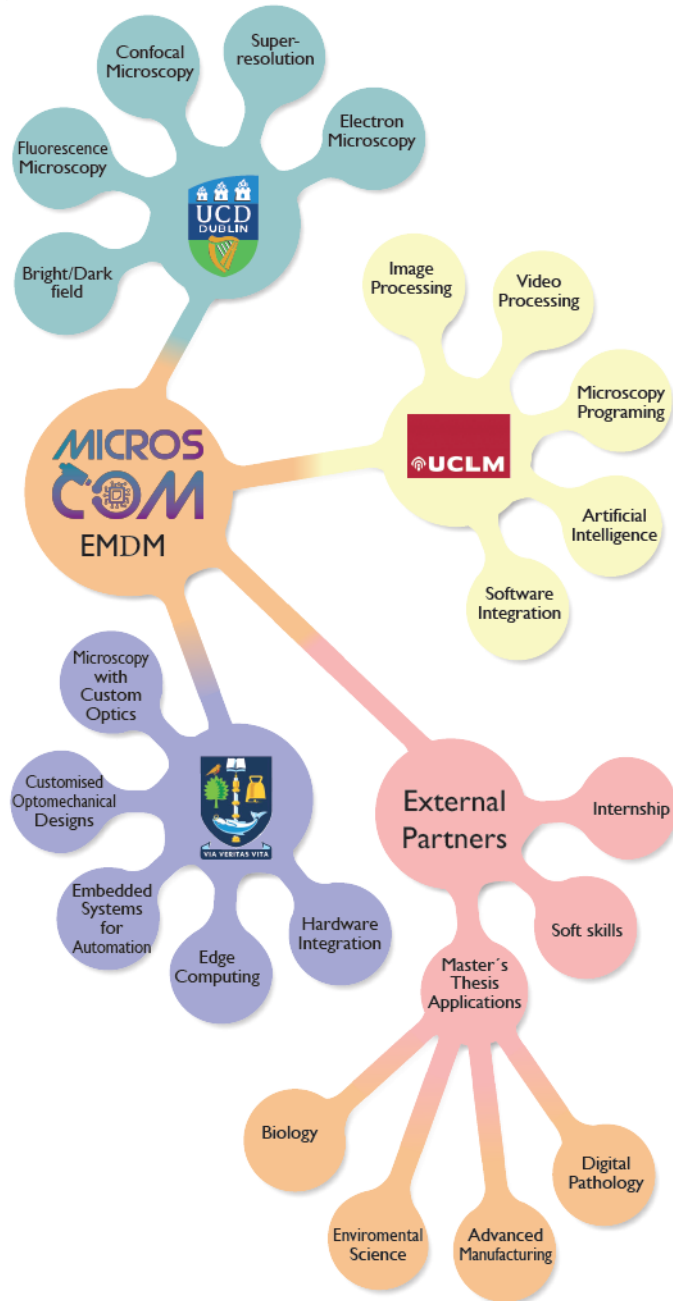 Confocal
Microscopy
Super-
resolution
Electron
Microscopy
Fluorescence
Microscopy
Bright/Dark
field
UCD
DUBLIN
Image
Processing
Video
Processing
Microscopy
Programing
Artificial
Intelligence
Software
Integration
UCLM
MICROS
COM
EMDM
Microscopy
with
Custom
Optics
Customised
Optomechanical
Designs
Embedded
Systems
for
Automation
Edge
Computing
Hardware
Integration
VIA VERITAS VITA
External
Partners
Internship
Soft skills
Master´s
Thesis
Applications
Biology
Enviromental
Science
Advanced
Manufacturing
Digital
Pathology